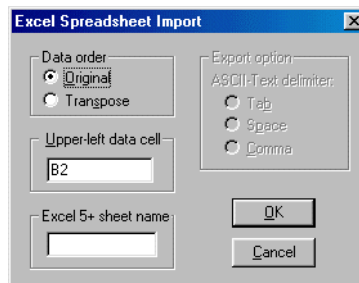 Excel Spreadsheet Import
Data order
Original
Transpose
Upper-left data cell
B2
Excel 5+ sheet name
Export option
ASCII-Text delimiter:
Tab
Space
Comma
OK
Cancel